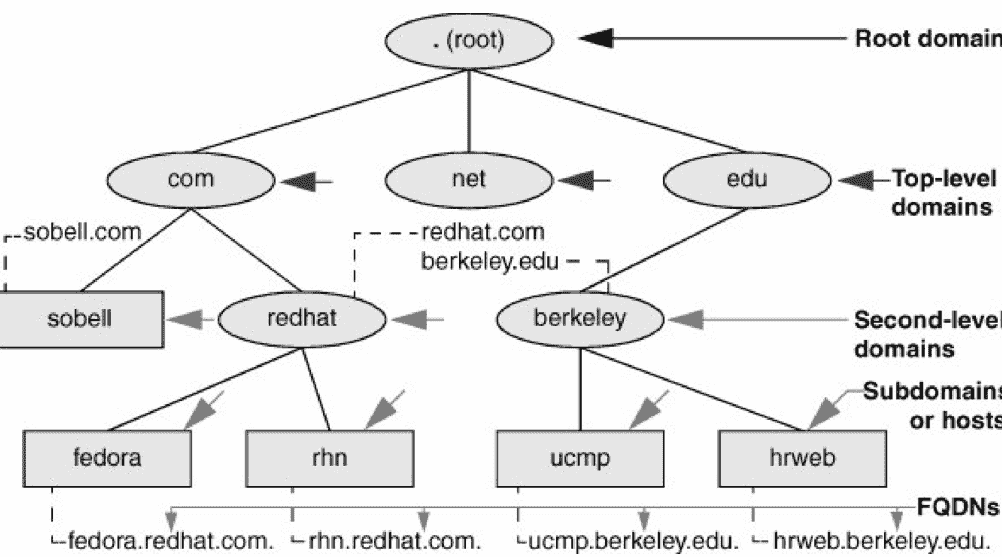 . (root)
Root domain
com
net
edu
Top-level
domains
sobell.com
redhat.com
berkeley.edu
sobell
redhat
berkeley
Second-level
domains
Subdomains
or hosts
fedora
rhn
ucmp
hrweb
FQDNs
fedora.redhat.com.
rhn.redhat.com.
ucmp.berkeley.edu.
hrweb.berkeley.edu.